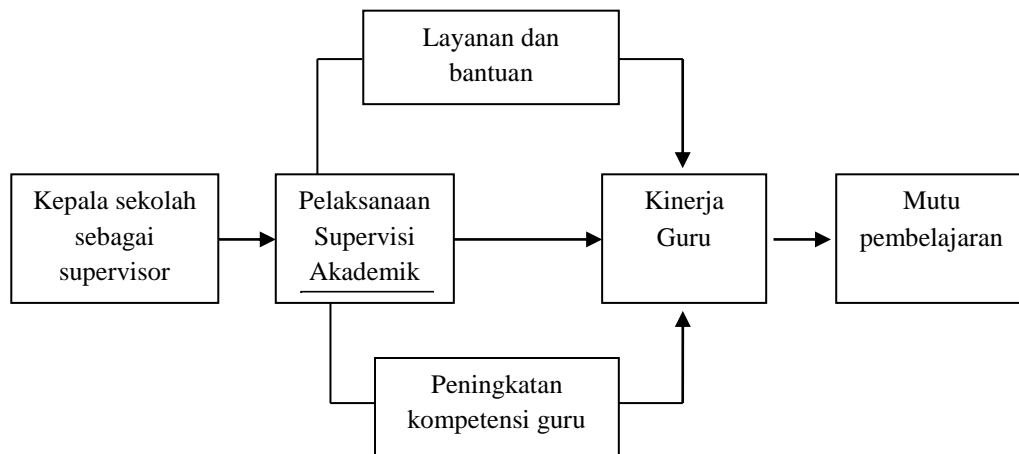 Layanan dan
bantuan
Kepala sekolah
sebagai
supervisor
Pelaksanaan
Supervisi
Akademik
Kinerja
Guru
Mutu
pembelajaran
Peningkatan
kompetensi guru